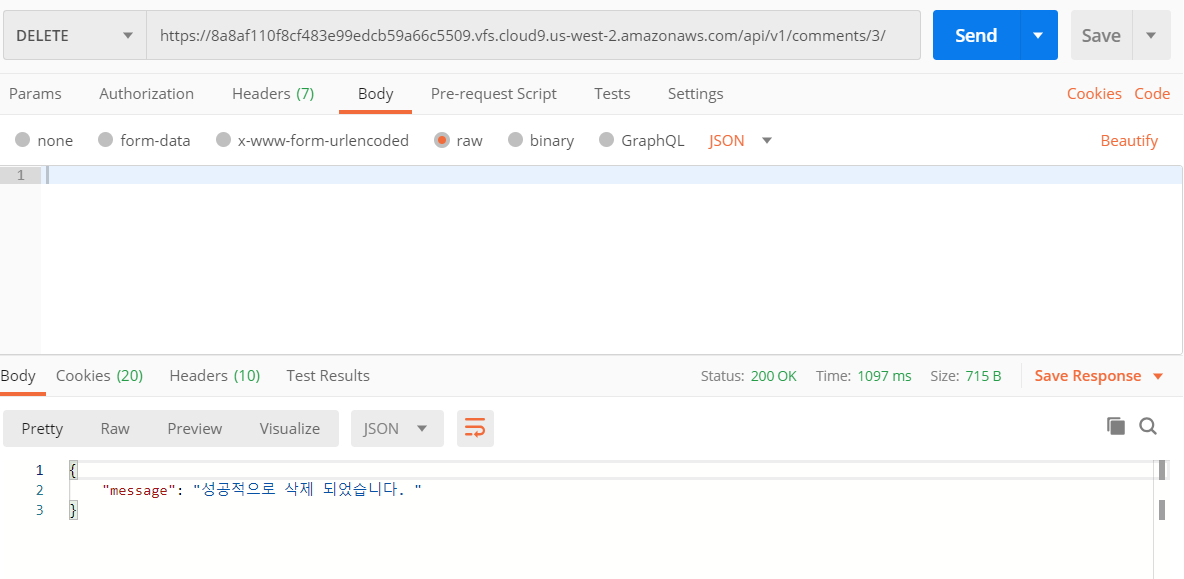 DELETE https://8a8af110f8cf483e99edcb59a66c5509.vfs.cloud9.us-west-2.amazonaws.com/api/v1/comments/3/ Send Save
Params Authorization Headers (7) Body Pre-request Script Tests Settings Cookies Code
none form-data x-www-form-urlencoded raw binary GraphQL JSON Beautify
1
Body Cookies (20) Headers (10) Test Results Status: 200 OK Time: 1097 ms Size: 715 B Save Response
Pretty Raw Preview Visualize JSON
1 {
2 "message": "성공적으로 삭제 되었습니다. "
3 }